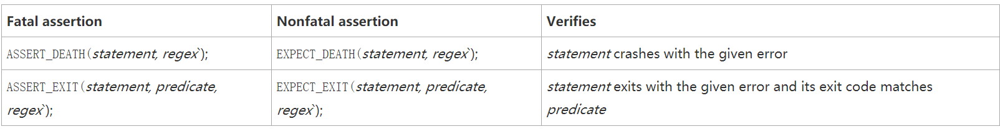 Fatal assertion Nonfatal assertion Verifies
ASSERT_DEATH(statement, regex`); EXPECT_DEATH(statement, regex`); statement crashes with the given error
ASSERT_EXIT(statement, predicate, EXPECT_EXIT(statement, predicate, statement exits with the given error and its exit code matches
regex`); regex`); predicate